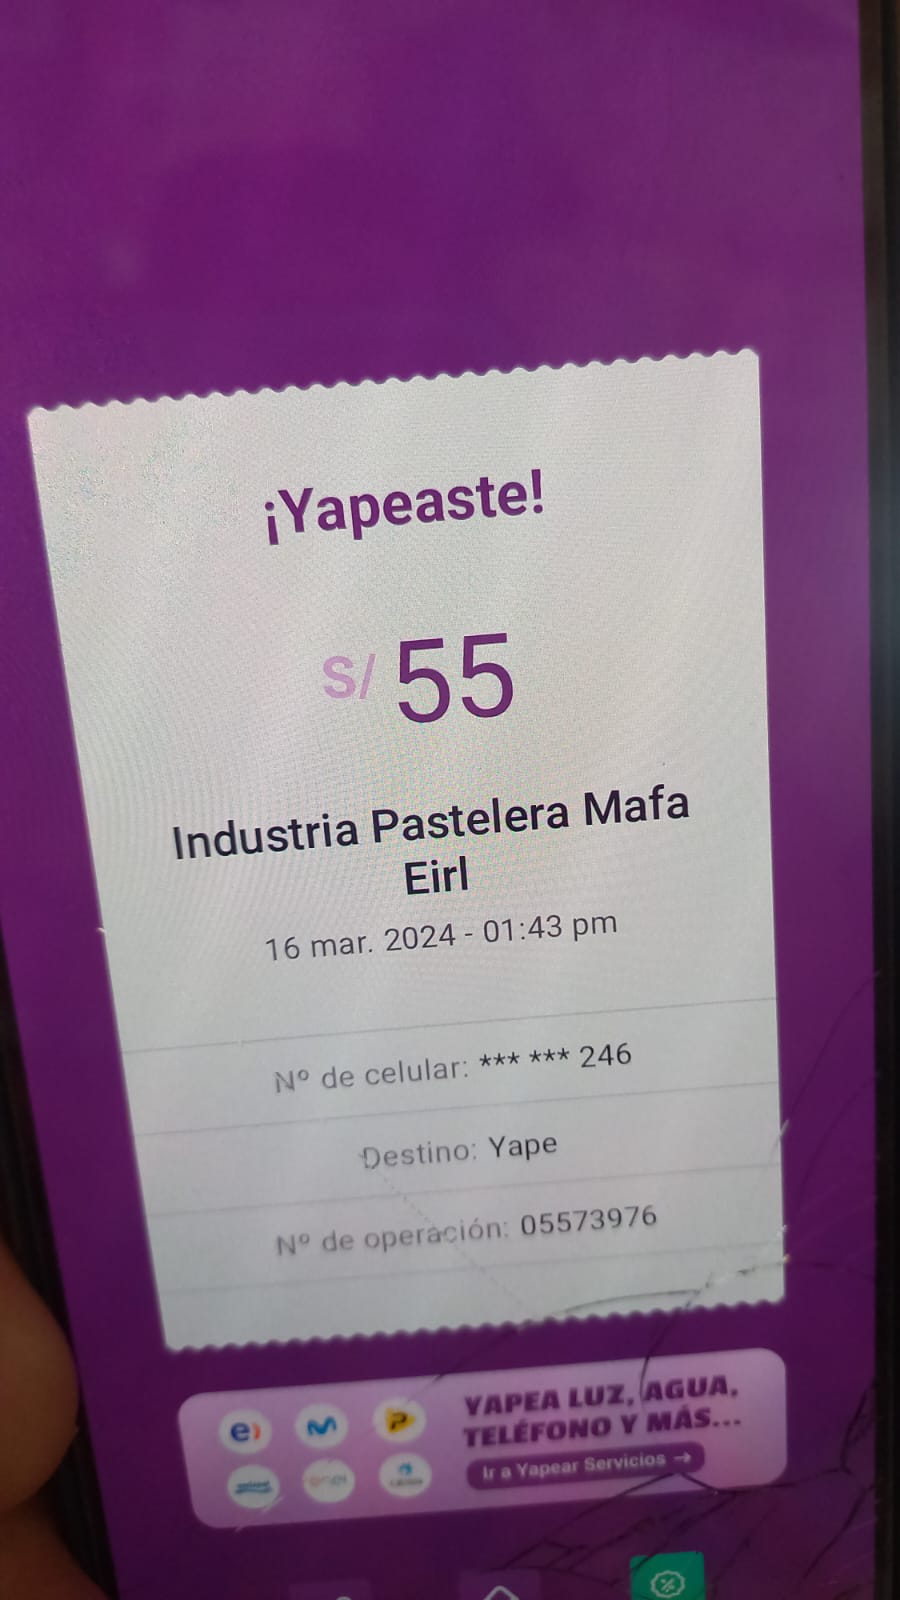 ¡Yapeaste!
S/ 55
Industria Pastelera Mafa
Eirl
16 mar. 2024 - 01:43 pm
Nº de celular: *** *** 246
Destino: Yape
Nº de operación: 05573976
e)
P
YAPEA LUZ, AGUA,
TELÉFONO Y MÁS...
Ir a Yapear Servicios →